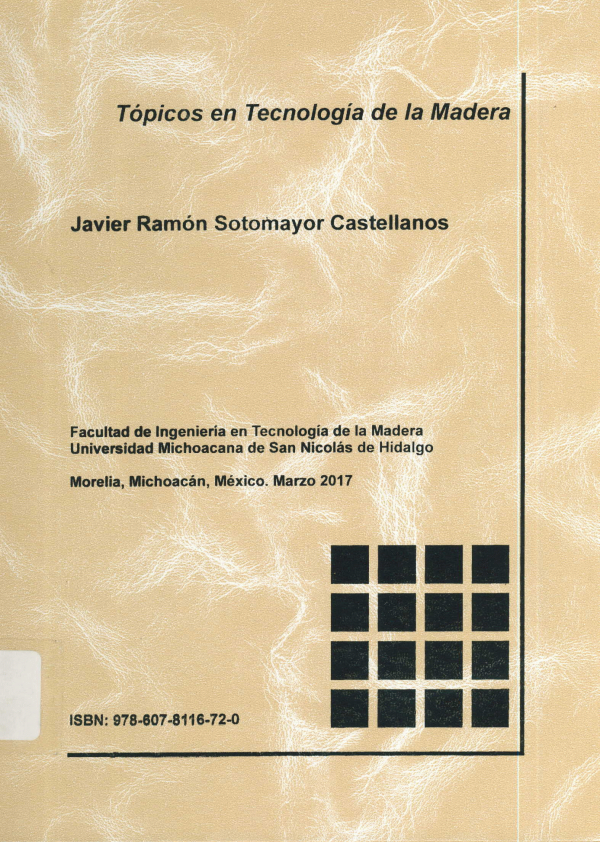 Tópicos en Tecnología de la Madera
Javier Ramón Sotomayor Castellanos
Facultad de Ingeniería en Tecnología de la Madera
Universidad Michoacana de San Nicolás de Hidalgo
Morelia, Michoacán, México. Marzo 2017
ISBN: 978-607-8116-72-0